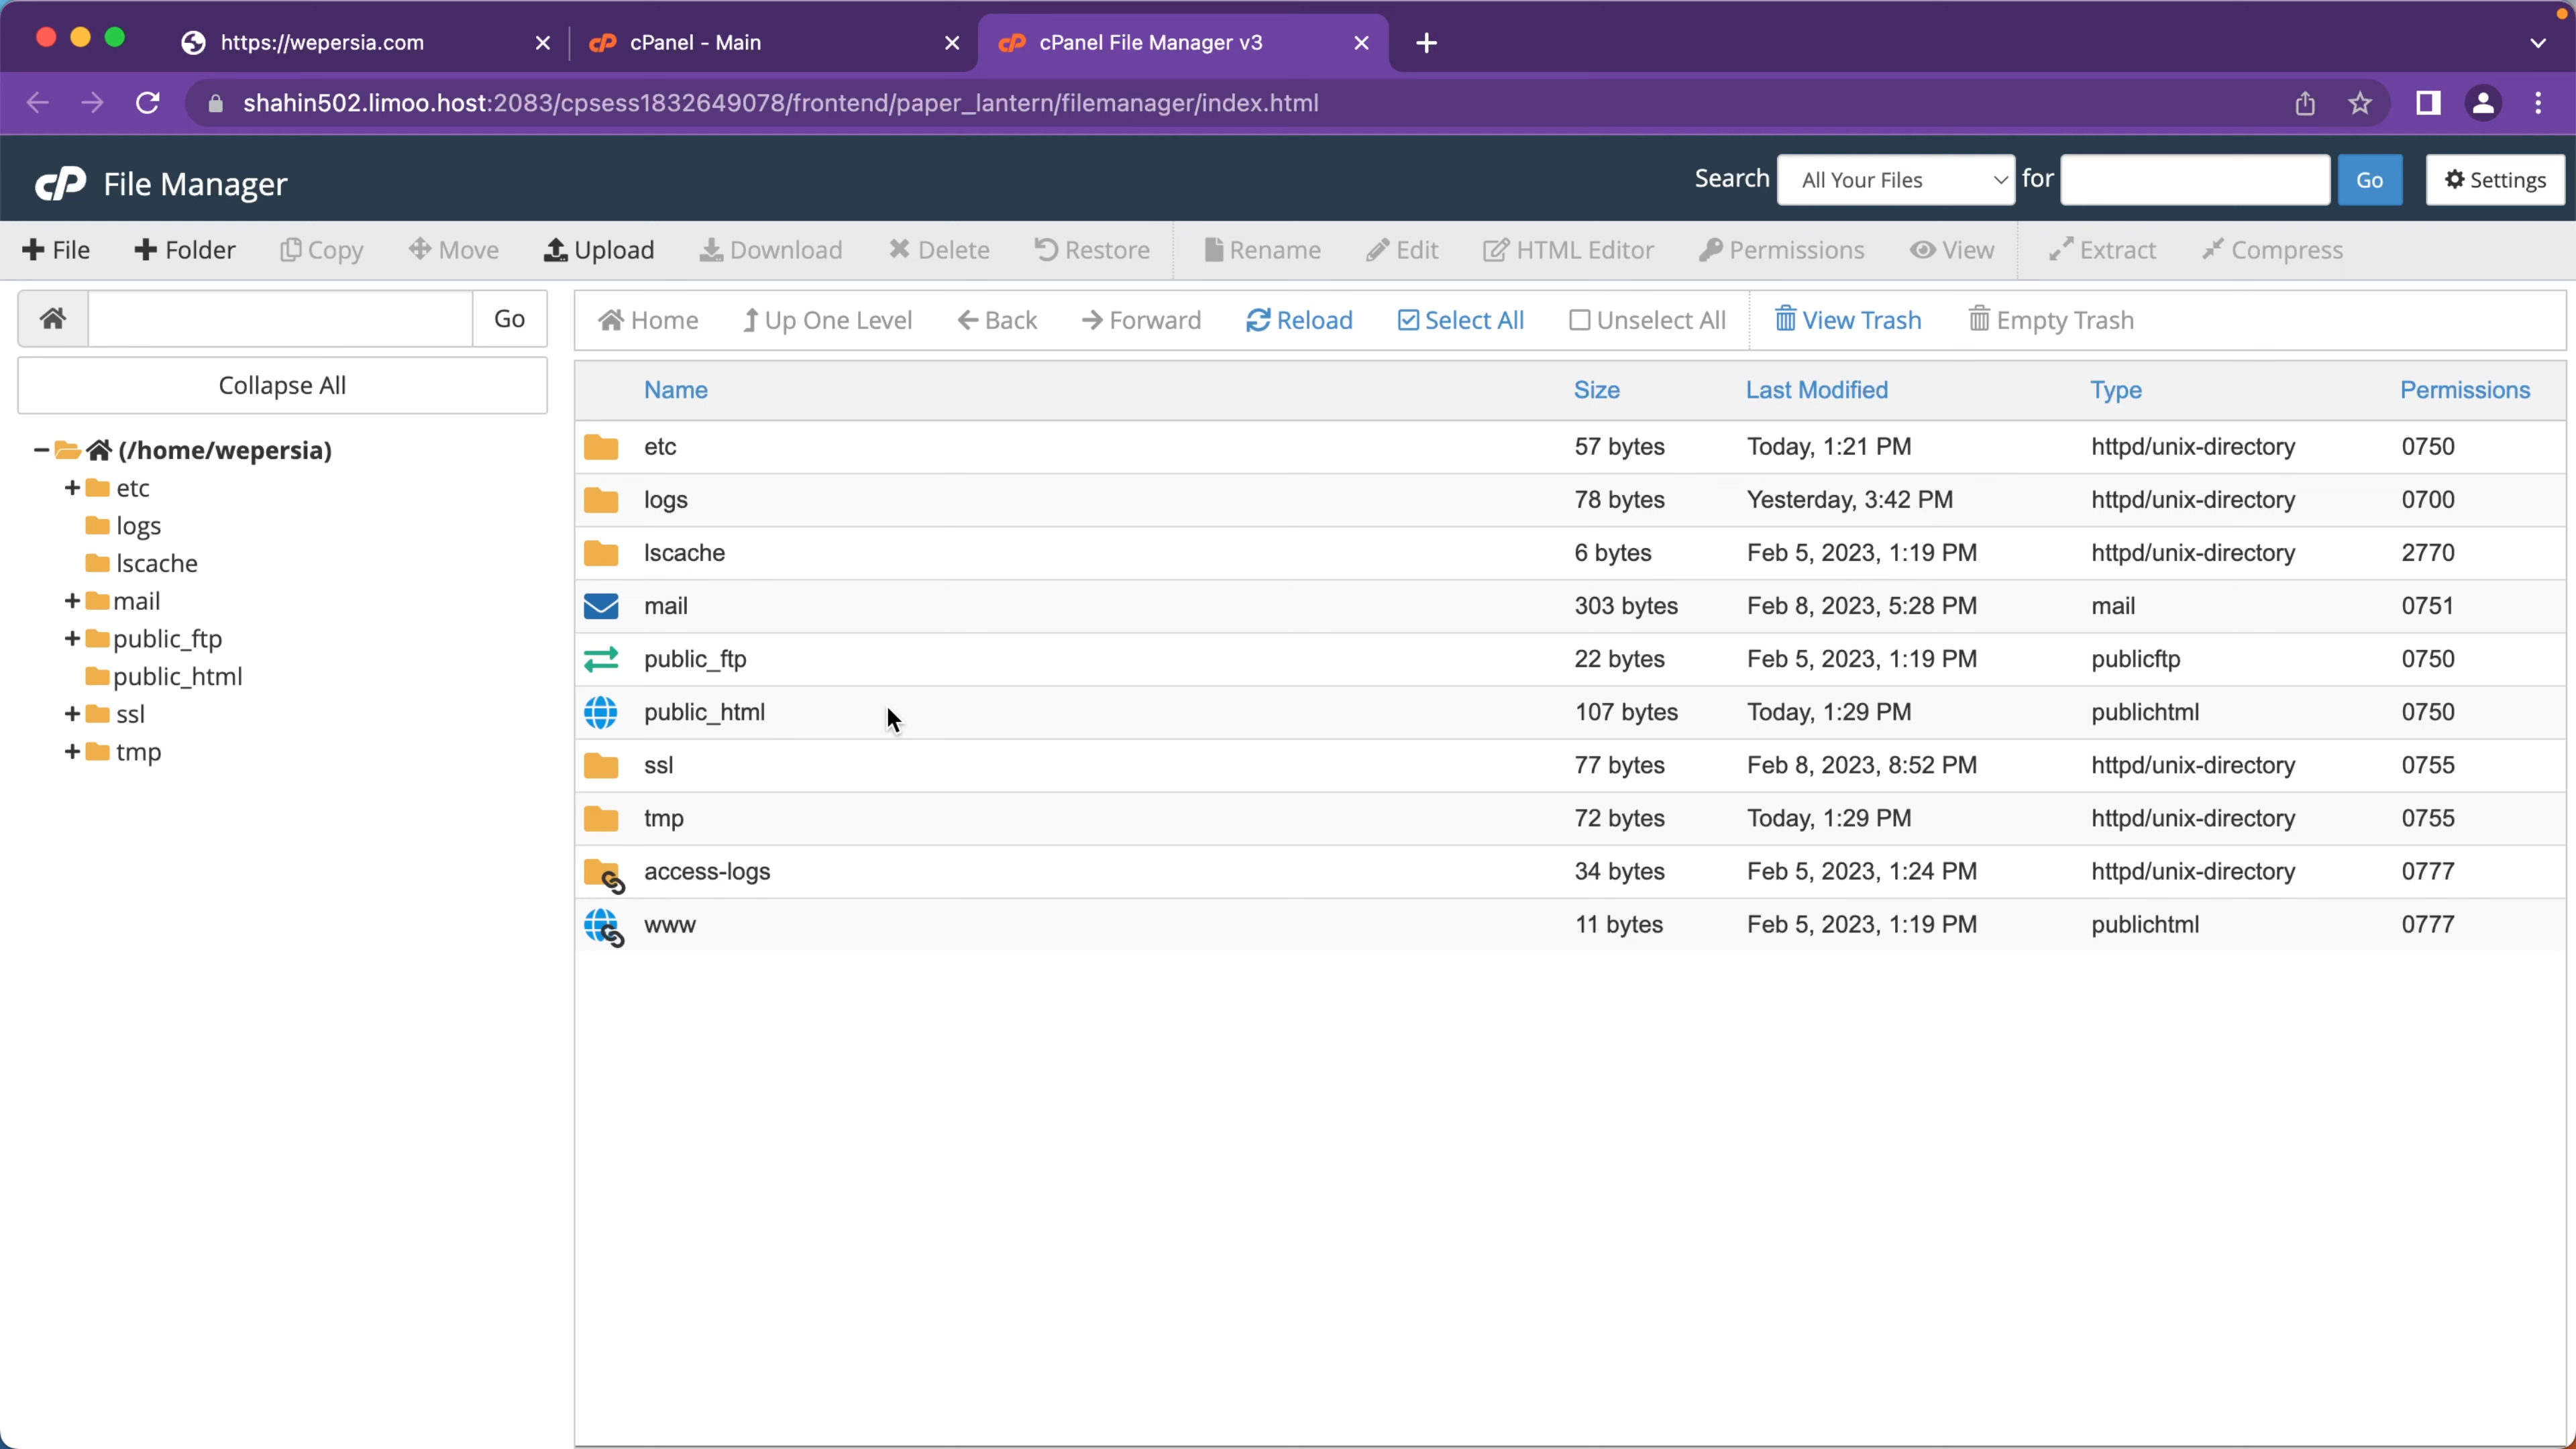 https://wepersia.com
cPanel - Main
cPanel File Manager v3
shahin502.limoo.host:2083/cpsess1832649078/frontend/paper_lantern/filemanager/index.html
cP File Manager
Search All Your Files for Go Settings
File Folder Copy Move Upload Download Delete Restore Rename Edit HTML Editor Permissions View Extract Compress
Go
Collapse All
(/home/wepersia)
etc
logs
lscache
mail
public_ftp
public_html
ssl
tmp
Home Up One Level Back Forward Reload Select All Unselect All View Trash Empty Trash
Name Size Last Modified Type Permissions
etc 57 bytes Today, 1:21 PM httpd/unix-directory 0750
logs 78 bytes Yesterday, 3:42 PM httpd/unix-directory 0700
lscache 6 bytes Feb 5, 2023, 1:19 PM httpd/unix-directory 2770
mail 303 bytes Feb 8, 2023, 5:28 PM mail 0751
public_ftp 22 bytes Feb 5, 2023, 1:19 PM publicftp 0750
public_html 107 bytes Today, 1:29 PM publichtml 0750
ssl 77 bytes Feb 8, 2023, 8:52 PM httpd/unix-directory 0755
tmp 72 bytes Today, 1:29 PM httpd/unix-directory 0755
access-logs 34 bytes Feb 5, 2023, 1:24 PM httpd/unix-directory 0777
www 11 bytes Feb 5, 2023, 1:19 PM publichtml 0777